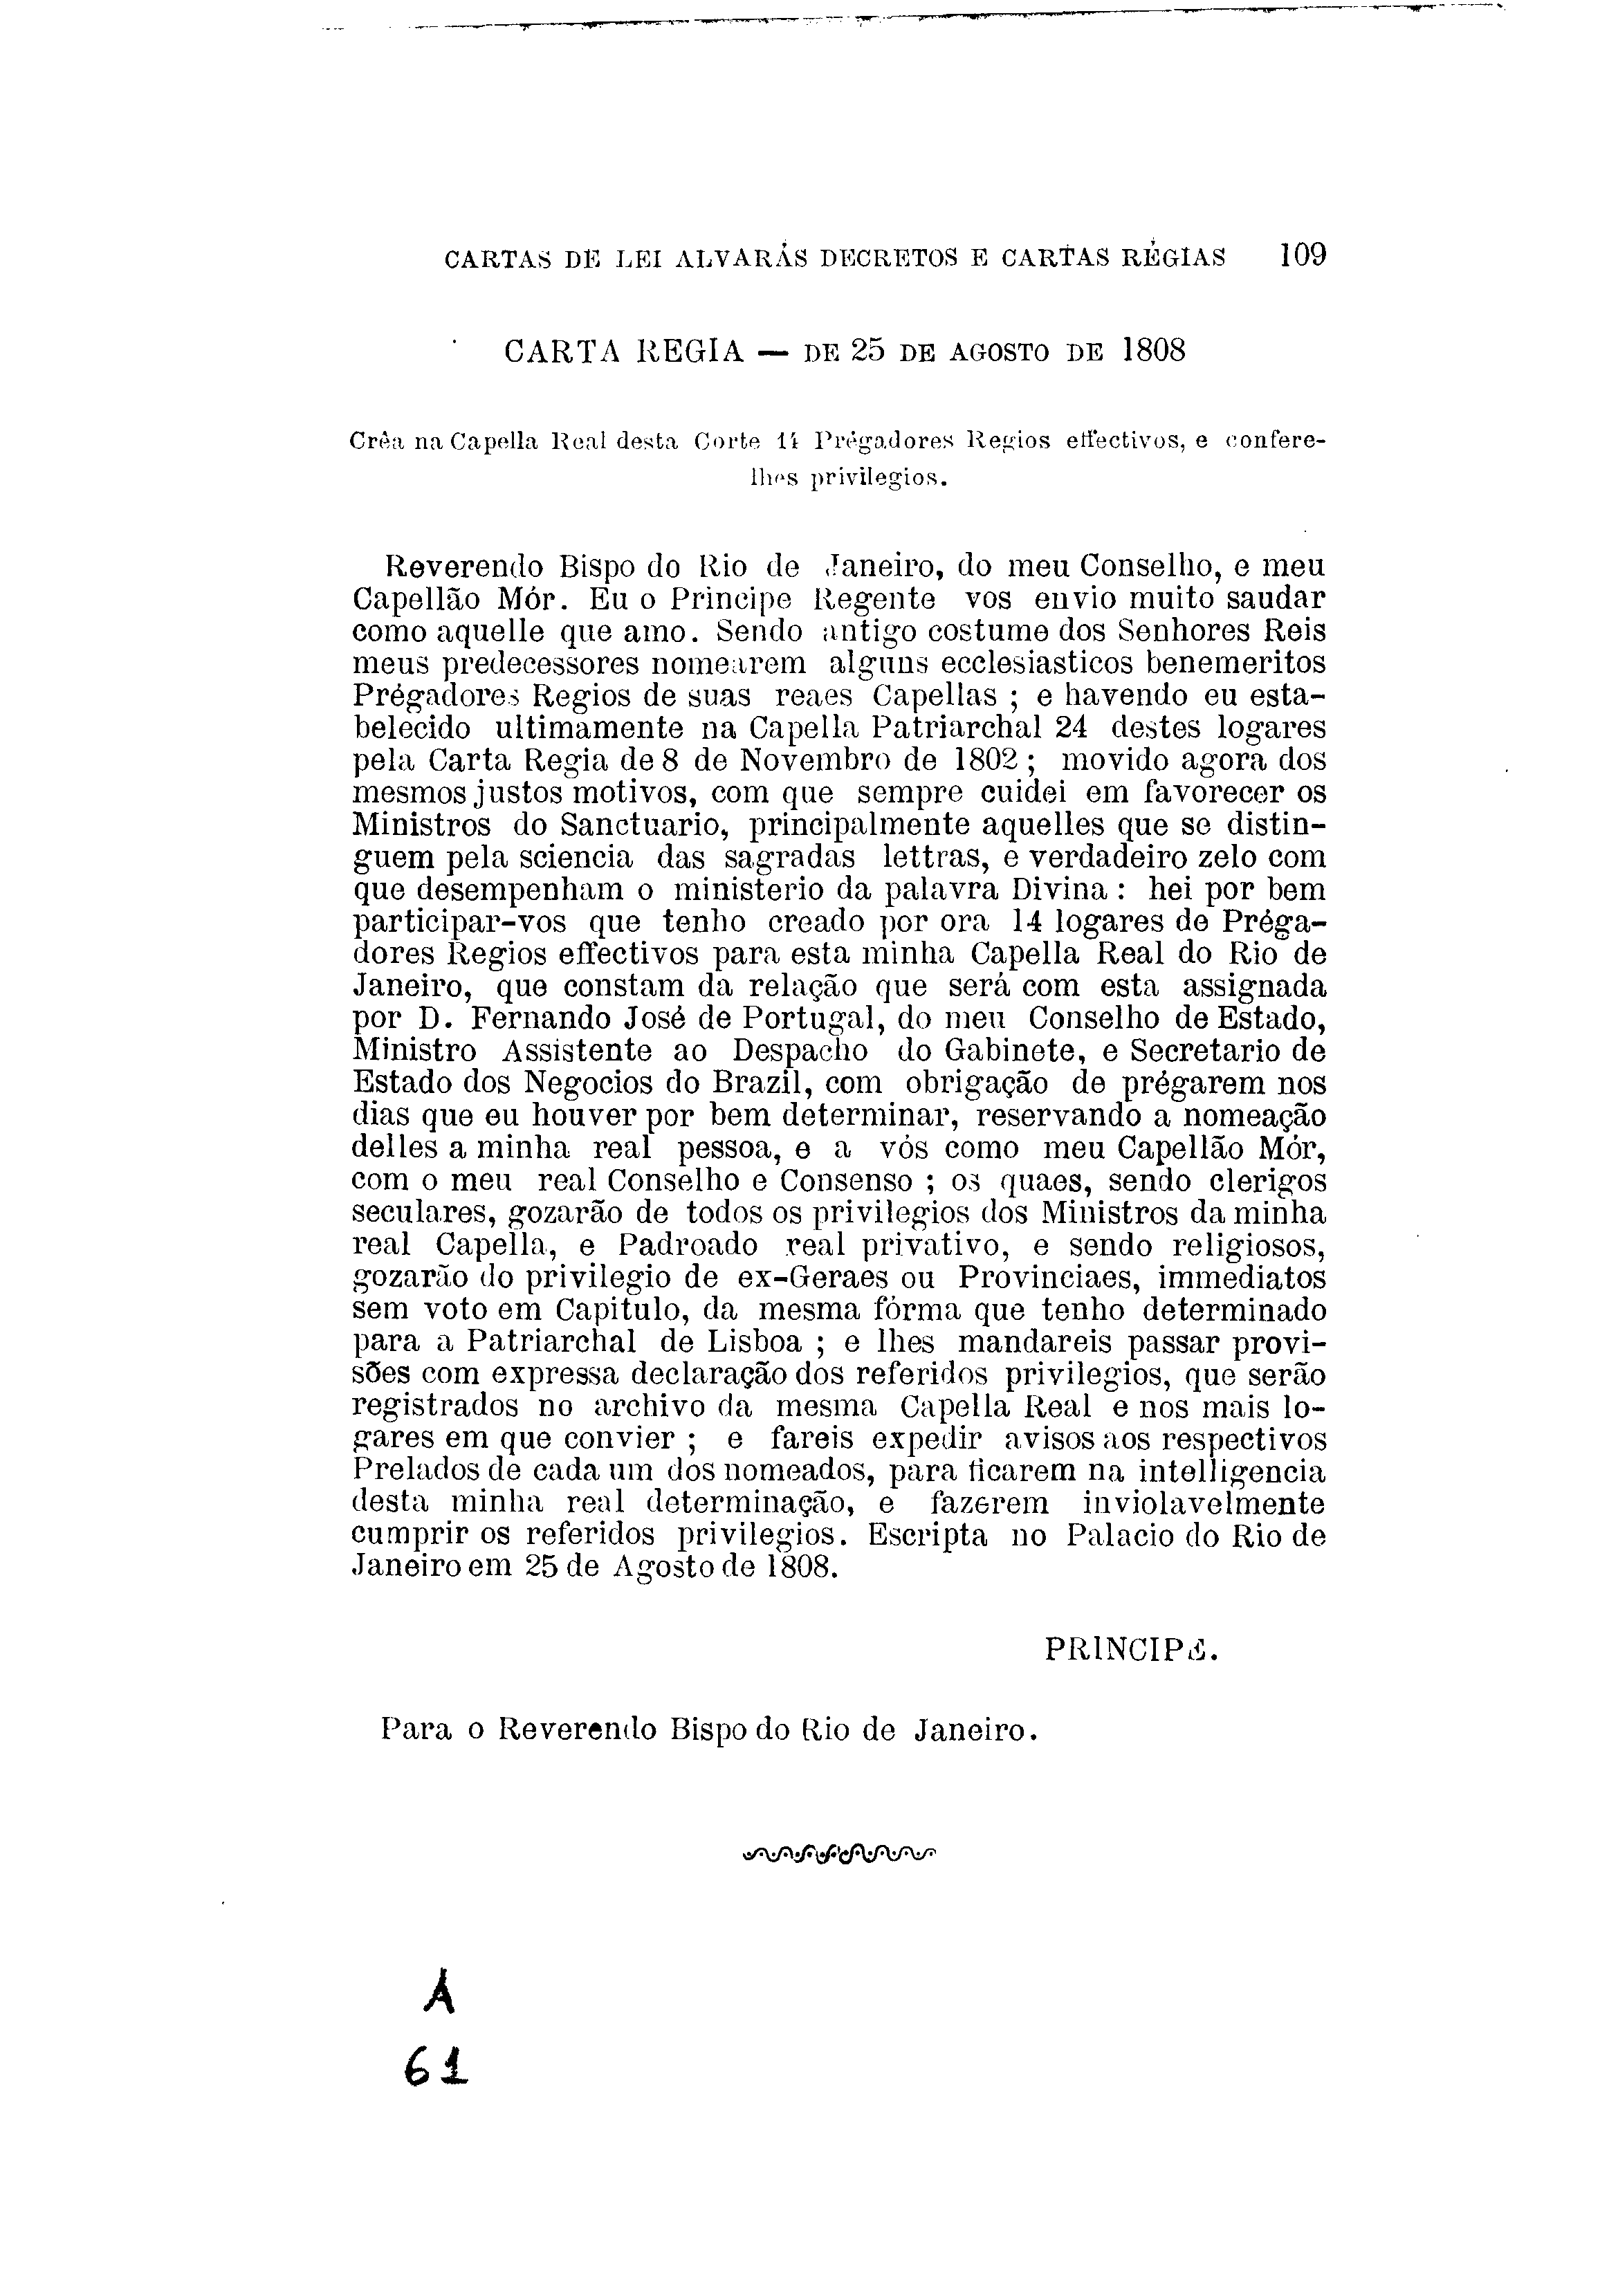 CARTAS DE LEI ALVARÁS DECRETOS E CARTAS RÉGIAS 109
CARTA REGIA — DE 25 DE AGOSTO DE 1808
Crêa na Capella Real desta Corte 14 Prégadores Regios effectivos, e confere-
lhes privilegios.
Reverendo Bispo do Rio de Janeiro, do meu Conselho, e meu
Capellão Mór. Eu o Principe Regente vos envio muito saudar
como aquelle que amo. Sendo antigo costume dos Senhores Reis
meus predecessores nomearem alguns ecclesiasticos benemeritos
Prégadores Regios de suas reaes Capellas ; e havendo eu esta-
belecido ultimamente na Capella Patriarchal 24 destes logares
pela Carta Regia de 8 de Novembro de 1802 ; movido agora dos
mesmos justos motivos, com que sempre cuidei em favorecer os
Ministros do Sanctuario, principalmente aquelles que se distin-
guem pela sciencia das sagradas lettras, e verdadeiro zelo com
que desempenham o ministerio da palavra Divina : hei por bem
participar-vos que tenho creado por ora 14 logares de Préga-
dores Regios effectivos para esta minha Capella Real do Rio de
Janeiro, que constam da relação que será com esta assignada
por D. Fernando José de Portugal, do meu Conselho de Estado,
Ministro Assistente ao Despacho do Gabinete, e Secretario de
Estado dos Negocios do Brazil, com obrigação de prégarem nos
dias que eu houver por bem determinar, reservando a nomeação
delles a minha real pessoa, e a vós como meu Capellão Mór,
com o meu real Conselho e Consenso ; os quaes, sendo clerigos
seculares, gozarão de todos os privilegios dos Ministros da minha
real Capella, e Padroado real privativo, e sendo religiosos,
gozarão do privilegio de ex-Geraes ou Provinciaes, immediatos
sem voto em Capitulo, da mesma fórma que tenho determinado
para a Patriarchal de Lisboa ; e lhes mandareis passar provi-
sões com expressa declaração dos referidos privilegios, que serão
registrados no archivo da mesma Capella Real e nos mais lo-
gares em que convier ; e fareis expedir avisos aos respectivos
Prelados de cada um dos nomeados, para ficarem na intelligencia
desta minha real determinação, e fazerem inviolavelmente
cumprir os referidos privilegios. Escripta no Palacio do Rio de
Janeiro em 25 de Agosto de 1808.
PRINCIPE.
Para o Reverendo Bispo do Rio de Janeiro.
A
61